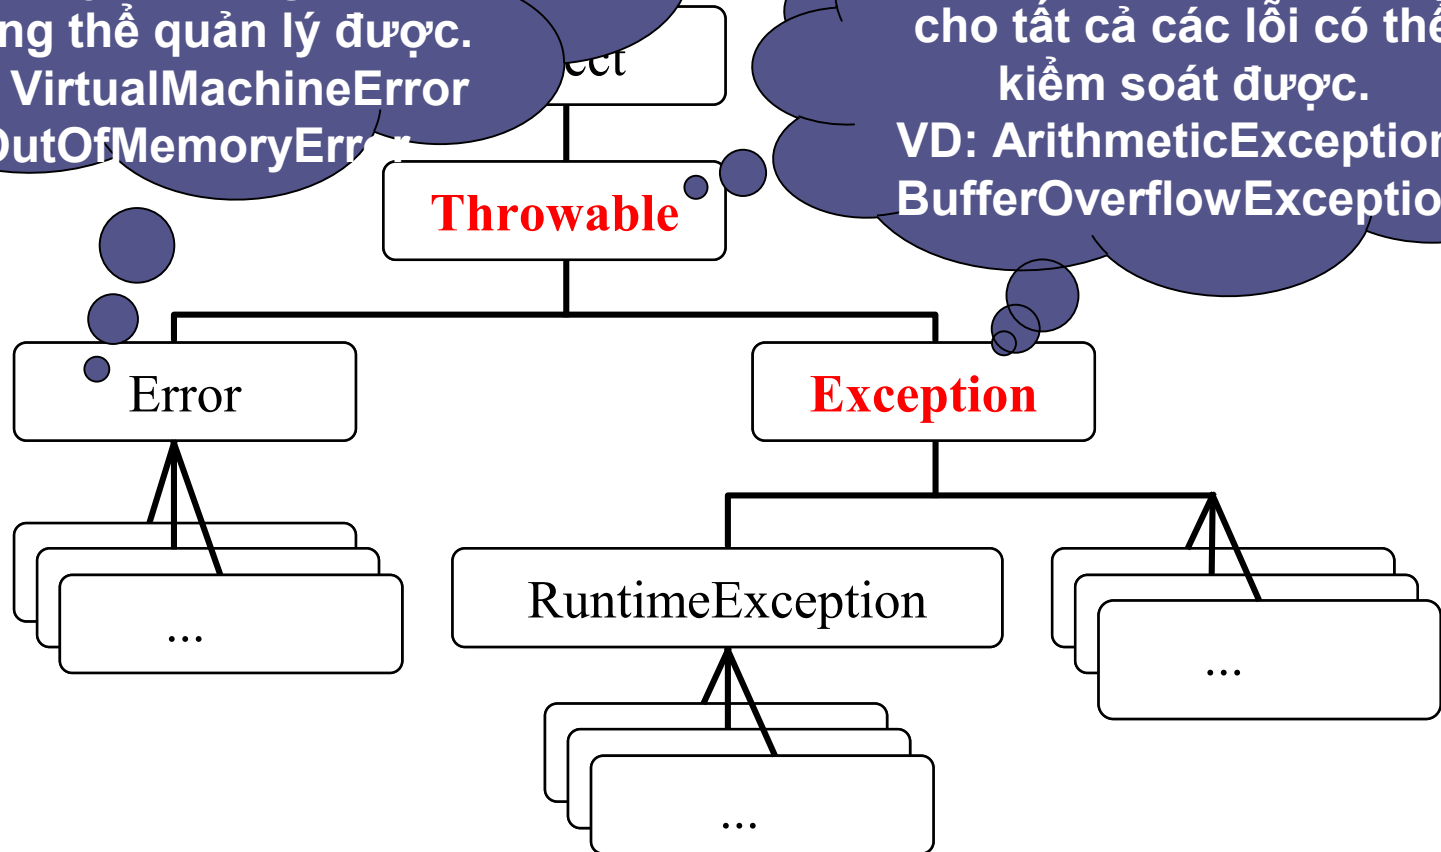 thể quản lý được.
VirtualMachineError
OutOfMemoryError
cho tất cả các lỗi có thể
kiểm soát được.
VD: ArithmeticException
BufferOverflowExceptio
Throwable
Error
Exception
RuntimeException
...
...
...